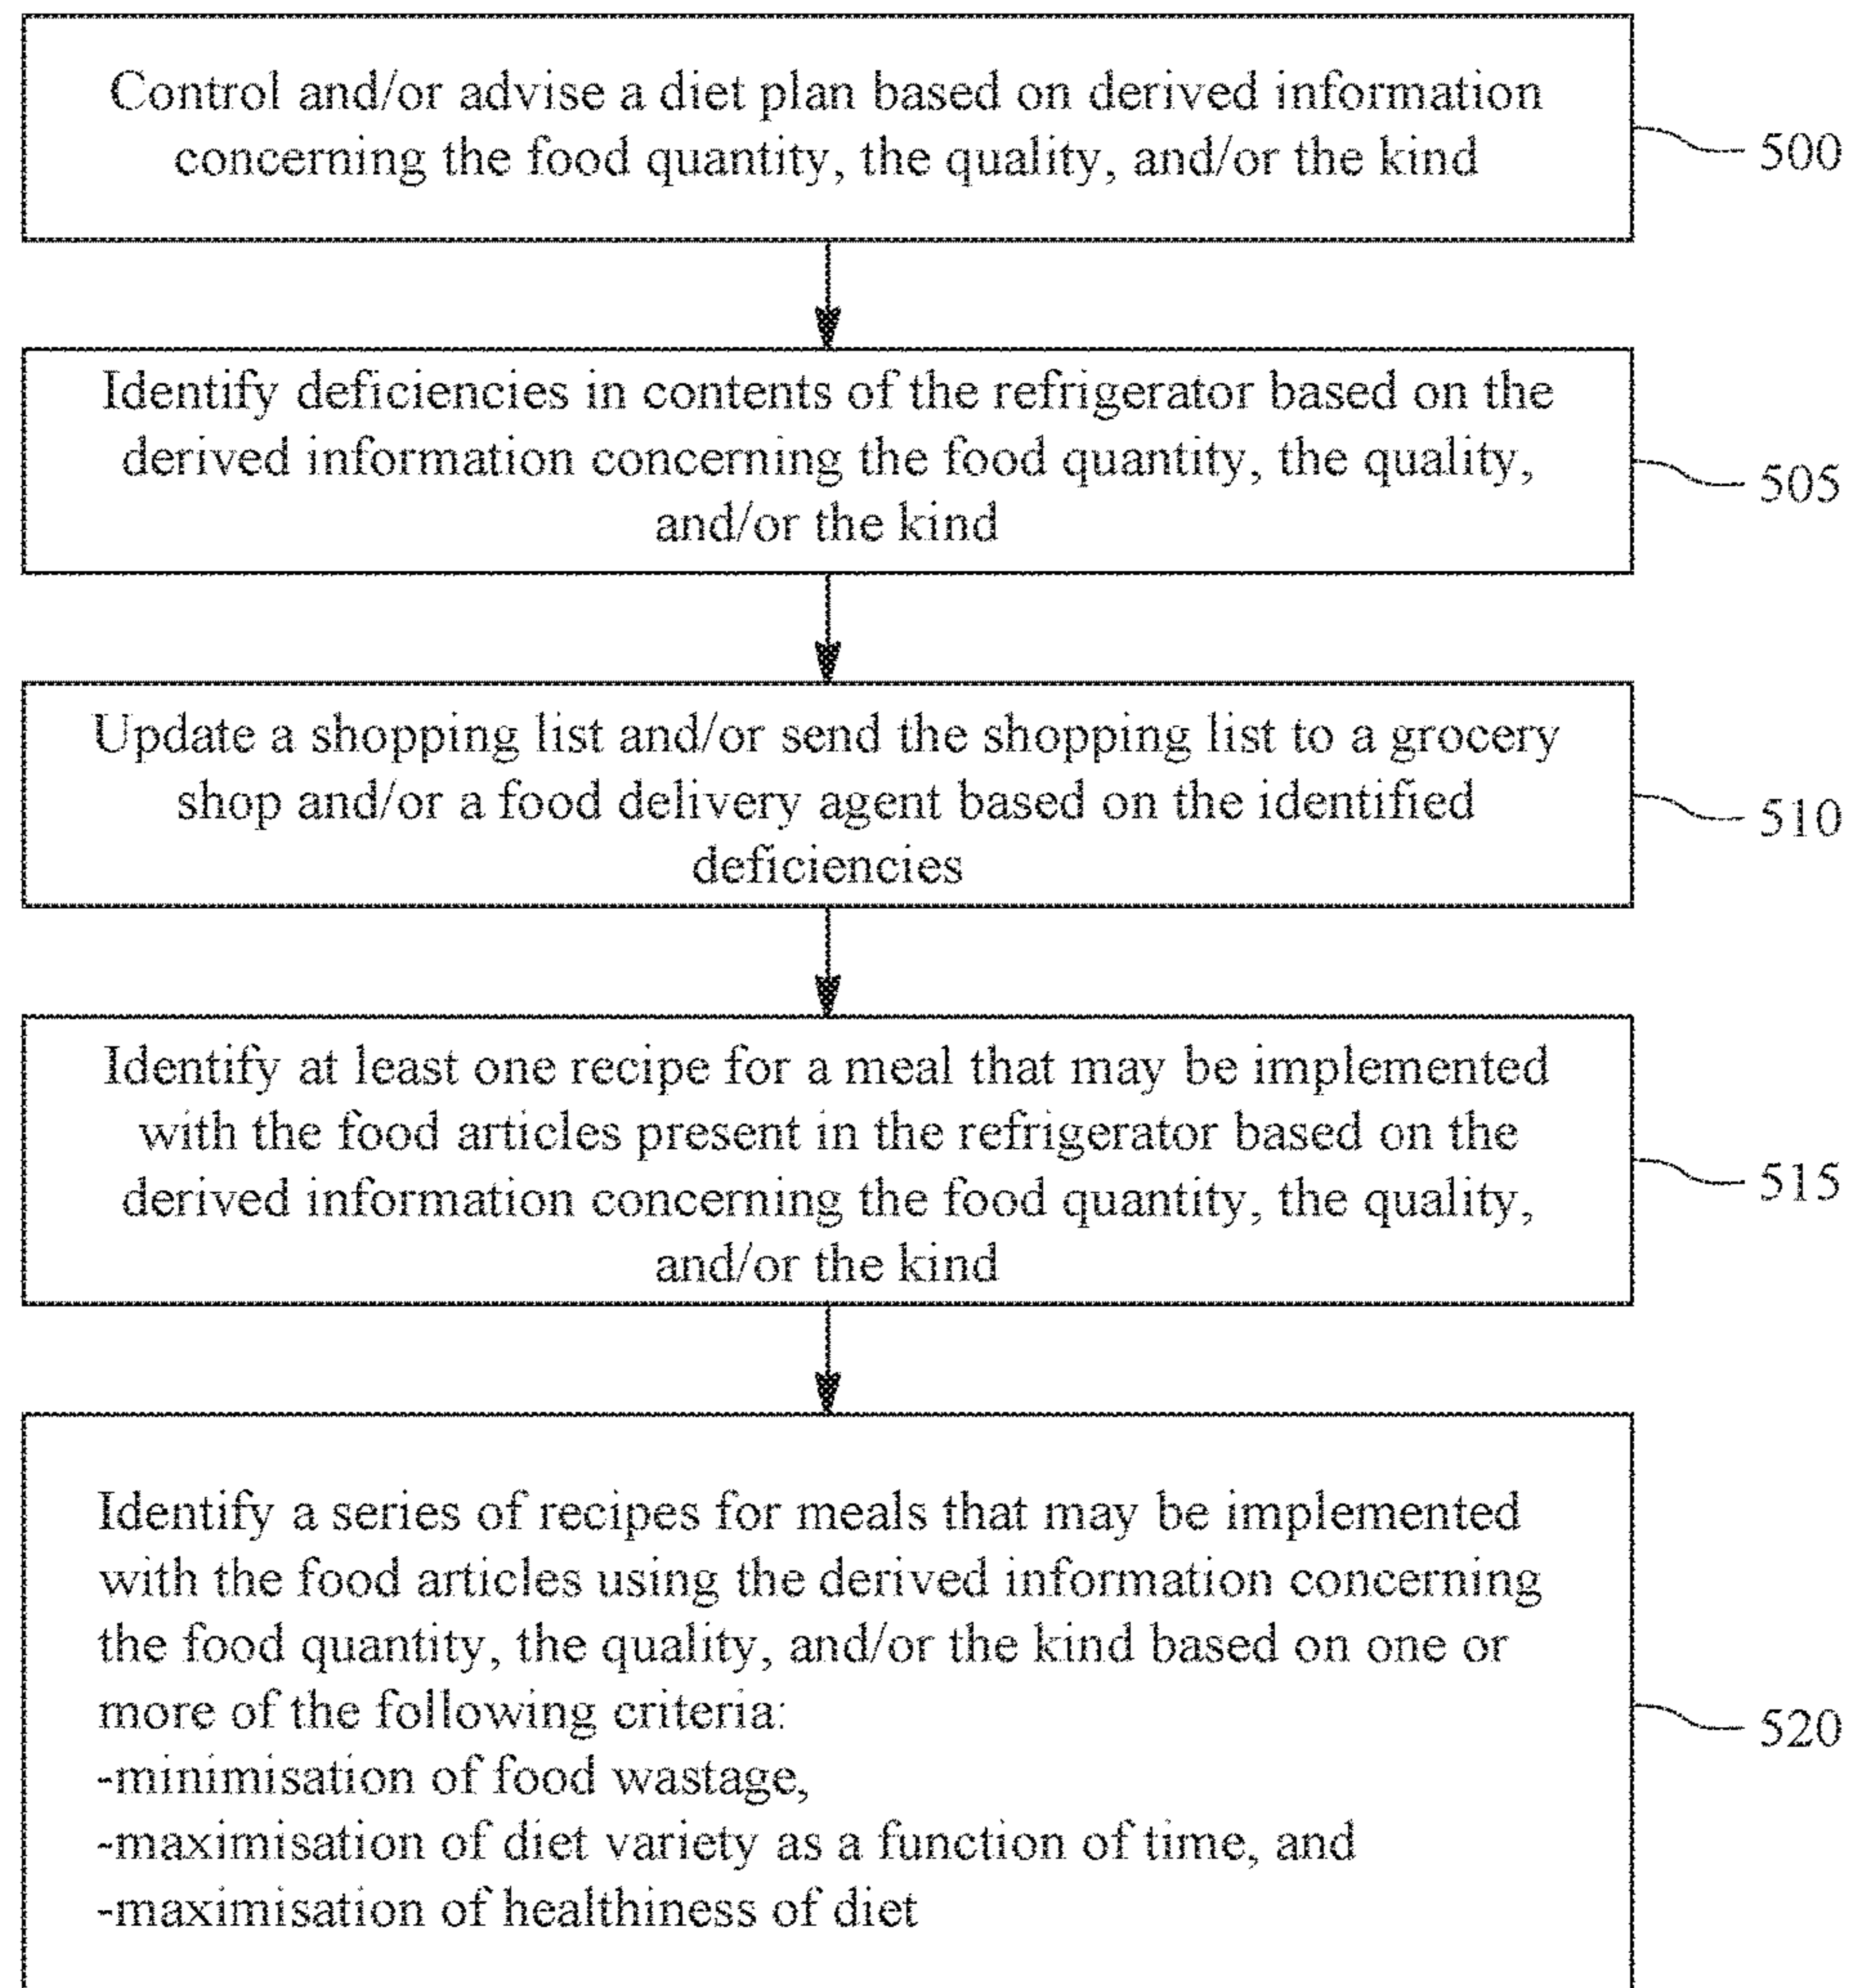 Control and/or advise a diet plan based on derived information
concerning the food quantity, the quality, and/or the kind
500
Identify deficiencies in contents of the refrigerator based on the
derived information concerning the food quantity, the quality,
and/or the kind
505
Update a shopping list and/or send the shopping list to a grocery
shop and/or a food delivery agent based on the identified
deficiencies
510
Identify at least one recipe for a meal that may be implemented
with the food articles present in the refrigerator based on the
derived information concerning the food quantity, the quality,
and/or the kind
515
Identify a series of recipes for meals that may be implemented
with the food articles using the derived information concerning
the food quantity, the quality, and/or the kind based on one or
more of the following criteria:
-minimisation of food wastage,
-maximisation of diet variety as a function of time, and
-maximisation of healthiness of diet
520